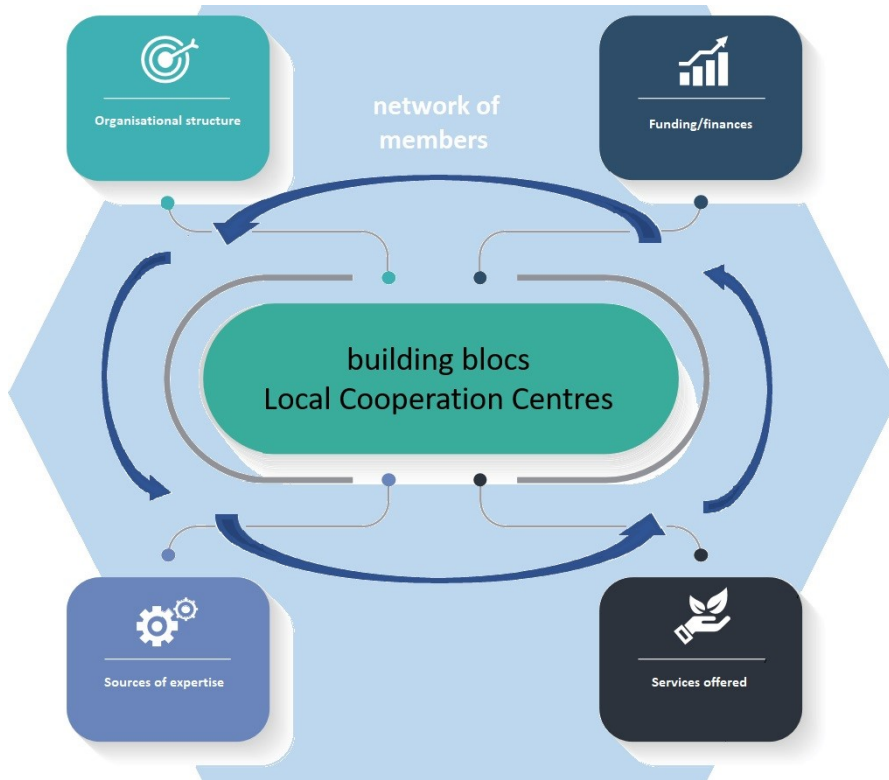 Organisational structure
network of
members
Funding/finances
building blocs
Local Cooperation Centres
Sources of expertise
Services offered